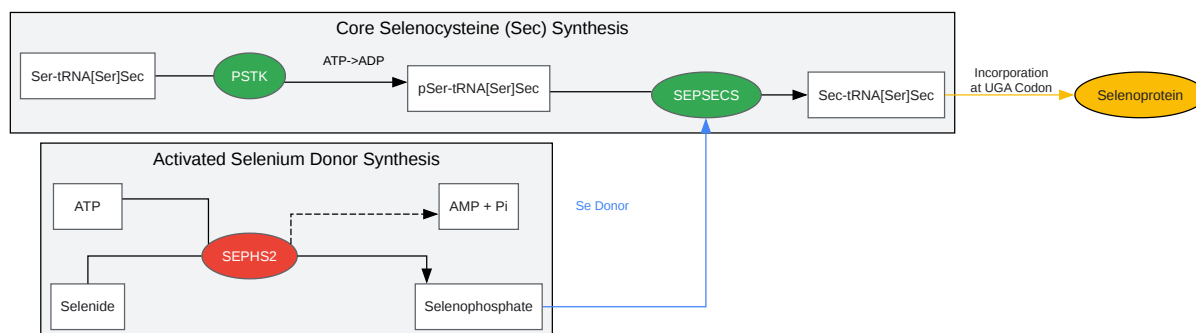 Core Selenocysteine (Sec) Synthesis
Ser-tRNA[Ser]Sec
PSTK
ATP->ADP
pSer-tRNA[Ser]Sec
SEPSECS
Sec-tRNA[Ser]Sec
Incorporation
at UGA Codon
Selenoprotein
Activated Selenium Donor Synthesis
ATP
AMP + Pi
Se Donor
SEPHS2
Selenide
Selenophosphate